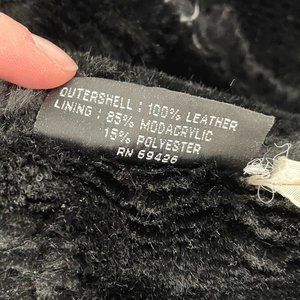 OUTERSHELL : 100% LEATHER
LINING : 85% MODACRYLIC
15% POLYESTER
RN 69426